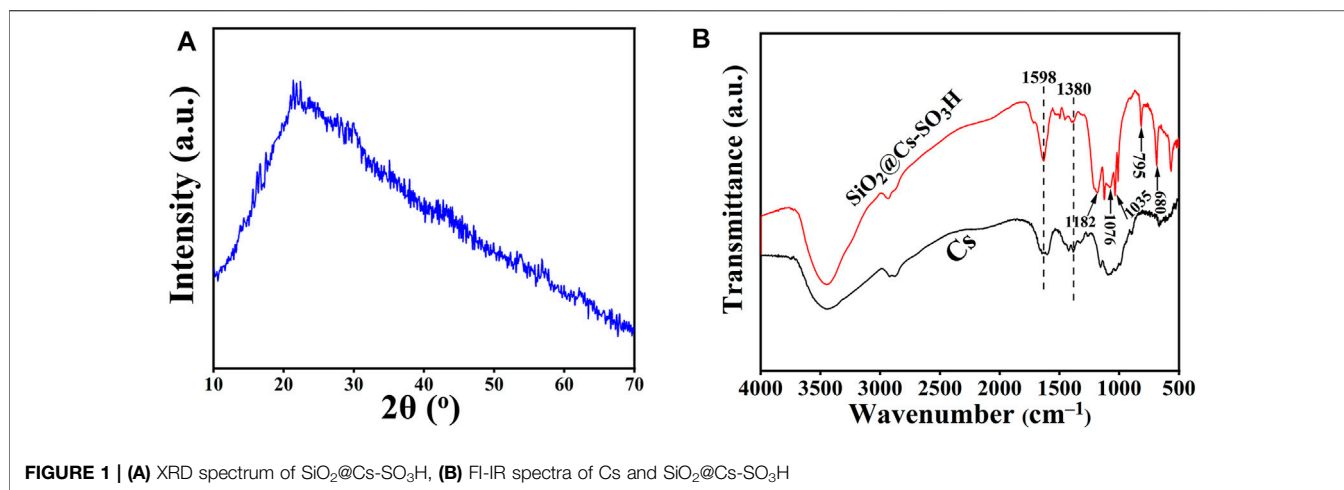 A
Intensity (a.u.)
10 20 30 40 50 60 70
2θ (º)
B
Transmittance (a.u.)
1598 1380
SiO₂@Cs-SO₃H
Cs
1182
1076
1035
795
680
4000 3500 3000 2500 2000 1500 1000 500
Wavenumber (cm⁻¹)
FIGURE 1 | (A) XRD spectrum of SiO₂@Cs-SO₃H, (B) FI-IR spectra of Cs and SiO₂@Cs-SO₃H